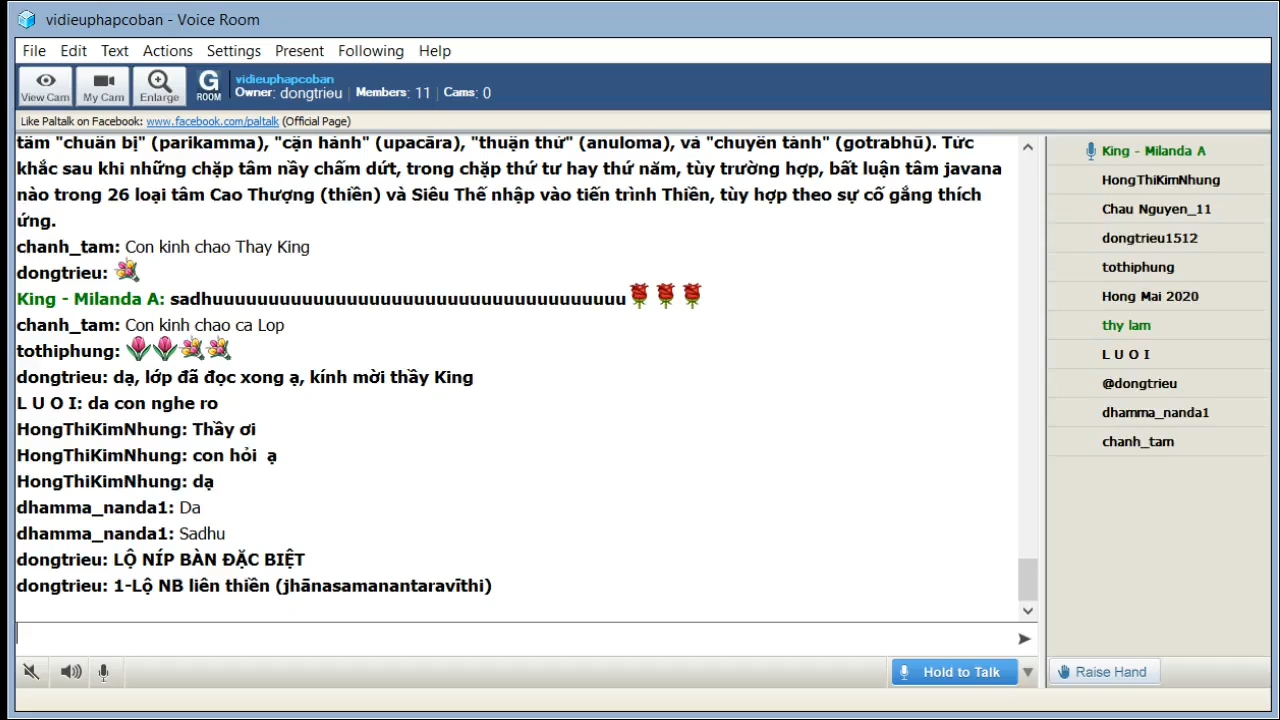 vidieuphapcoban - Voice Room
File Edit Text Actions Settings Present Following Help
View Cam My Cam Enlarge G ROOM vidieuphapcoban
Owner: dongtrieu Members: 11 Cams: 0
Like Paltalk on Facebook: www.facebook.com/paltalk (Official Page)
tâm "chuẩn bị" (parikamma), "cận hành" (upacāra), "thuận thứ" (anuloma), và "chuyển tánh" (gotrabhū). Tức
khắc sau khi những chặp tâm nầy chấm dứt, trong chặp thứ tư hay thứ năm, tùy trường hợp, bất luận tâm javana
nào trong 26 loại tâm Cao Thượng (thiền) và Siêu Thế nhập vào tiến trình Thiền, tùy hợp theo sự cố gắng thích
ứng.
chanh_tam: Con kinh chao Thay King
dongtrieu:
King - Milanda A: sadhuuuuuuuuuuuuuuuuuuuuuuuuuuuuuuuuuuuuu
chanh_tam: Con kinh chao ca Lop
tothiphung:
dongtrieu: dạ, lớp đã đọc xong ạ, kính mời thầy King
L U O I: da con nghe ro
HongThiKimNhung: Thầy ơi
HongThiKimNhung: con hỏi ạ
HongThiKimNhung: dạ
dhamma_nanda1: Da
dhamma_nanda1: Sadhu
dongtrieu: LỘ NÍP BÀN ĐẶC BIỆT
dongtrieu: 1-Lộ NB liên thiền (jhānasamanantaravīthi)
King - Milanda A
HongThiKimNhung
Chau Nguyen_11
dongtrieu1512
tothiphung
Hong Mai 2020
thy lam
L U O I
@dongtrieu
dhamma_nanda1
chanh_tam
Hold to Talk
Raise Hand